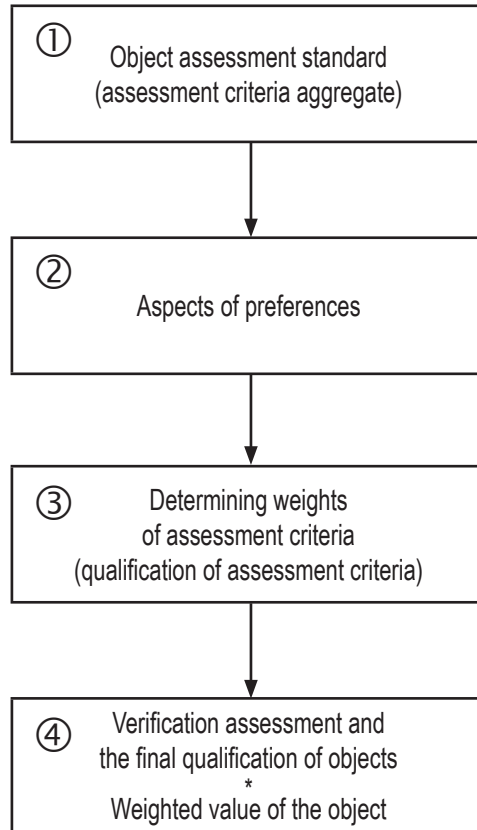 ①
Object assessment standard
(assessment criteria aggregate)
②
Aspects of preferences
③
Determining weights
of assessment criteria
(qualification of assessment criteria)
④
Verification assessment and
the final qualification of objects
*
Weighted value of the object